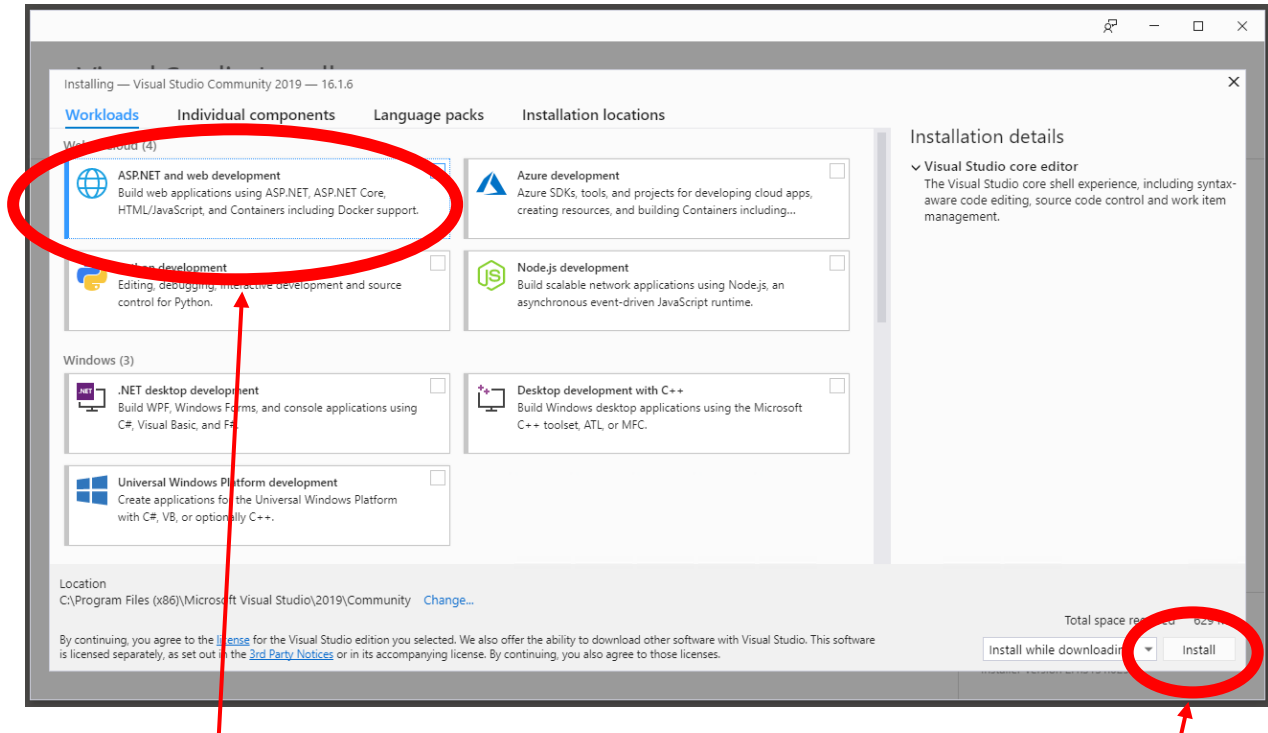 Installing — Visual Studio Community 2019 — 16.1.6
Workloads Individual components Language packs Installation locations
(4)
ASP.NET and web development
Build web applications using ASP.NET, ASP.NET Core,
HTML/JavaScript, and Containers including Docker support.
Azure development
Azure SDKs, tools, and projects for developing cloud apps,
creating resources, and building Containers including...
development
Editing, debugging, interactive development and source
control for Python.
Node.js development
Build scalable network applications using Node.js, an
asynchronous event-driven JavaScript runtime.
Windows (3)
.NET
.NET desktop development
Build WPF, Windows Forms, and console applications using
C#, Visual Basic, and F#.
Desktop development with C++
Build Windows desktop applications using the Microsoft
C++ toolset, ATL, or MFC.
Universal Windows Platform development
Create applications for the Universal Windows Platform
with C#, VB, or optionally C++.
Installation details
Visual Studio core editor
The Visual Studio core shell experience, including syntax-
aware code editing, source code control and work item
management.
Location
C:\Program Files (x86)\Microsoft Visual Studio\2019\Community Change...
By continuing, you agree to the license for the Visual Studio edition you selected. We also offer the ability to download other software with Visual Studio. This software
is licensed separately, as set out in the 3rd Party Notices or in its accompanying license. By continuing, you also agree to those licenses.
Total space
Install while downloading Install